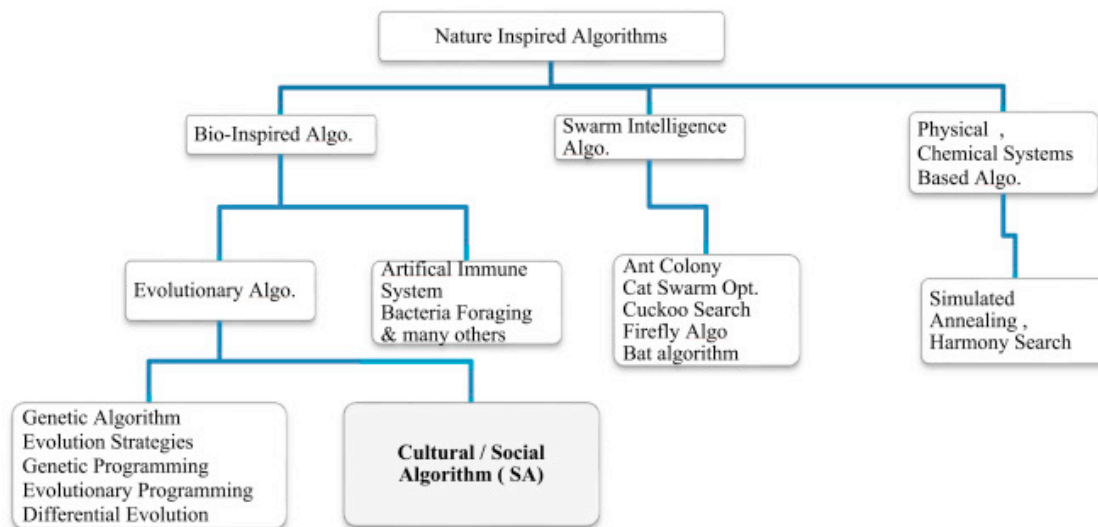 Nature Inspired Algorithms
Bio-Inspired Algo.
Swarm Intelligence
Algo.
Physical ,
Chemical Systems
Based Algo.
Evolutionary Algo.
Artifical Immune
System
Bacteria Foraging
& many others
Ant Colony
Cat Swarm Opt.
Cuckoo Search
Firefly Algo
Bat algorithm
Simulated
Annealing ,
Harmony Search
Genetic Algorithm
Evolution Strategies
Genetic Programming
Evolutionary Programming
Differential Evolution
Cultural / Social
Algorithm ( SA)